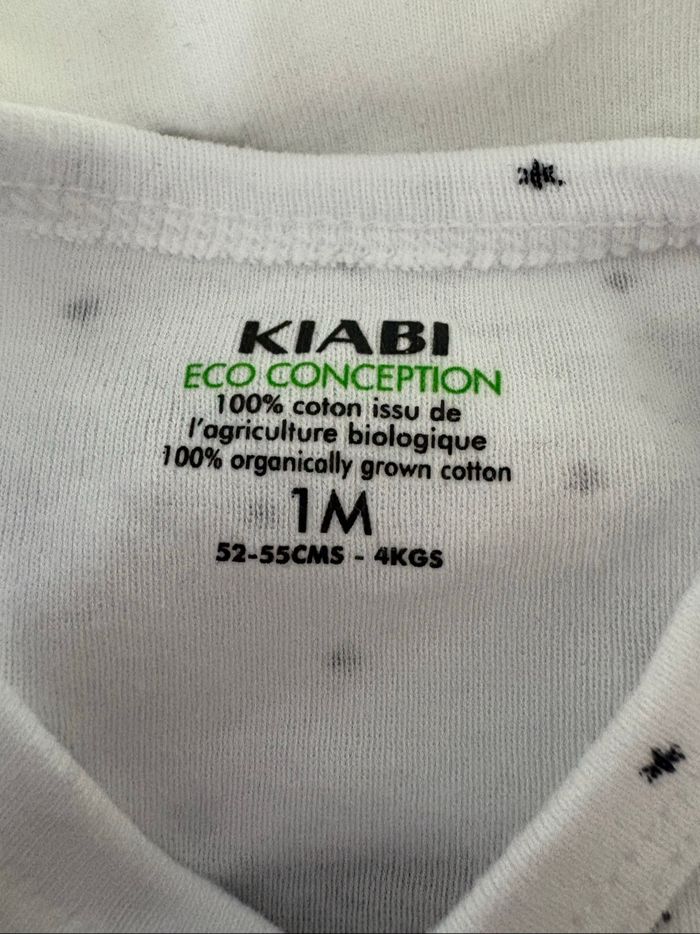 KIABI
ECO CONCEPTION
100% coton issu de
l'agriculture biologique
100% organically grown cotton
1M
52-55CMS - 4KGS